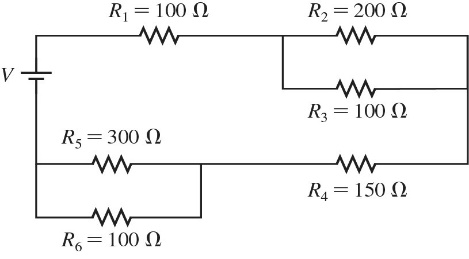 R₁ = 100 Ω
R₂ = 200 Ω
V
R₃ = 100 Ω
R₅ = 300 Ω
R₄ = 150 Ω
R₆ = 100 Ω